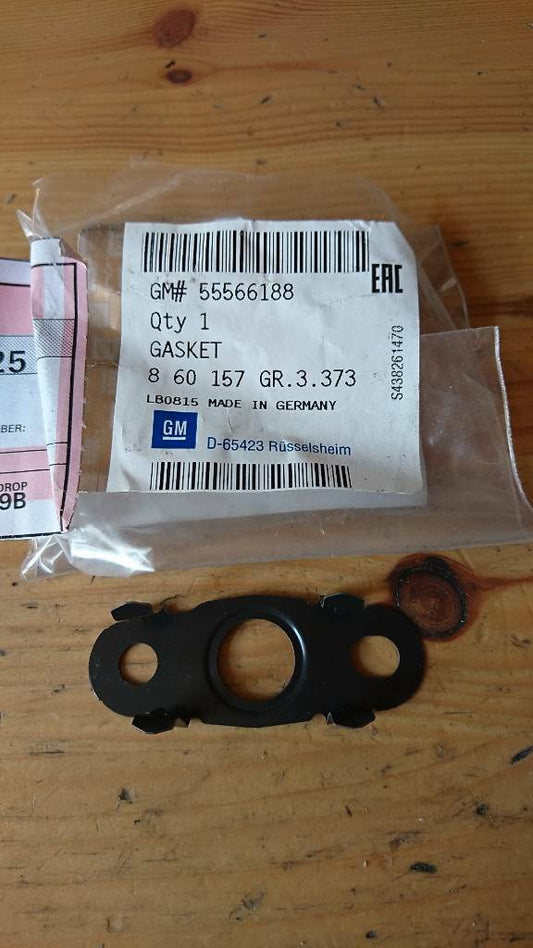 GM# 55566188
EAC
Qty 1
GASKET
8 60 157 GR.3.373
LB0815 MADE IN GERMANY
GM
D-65423 Rüsselsheim
S438261470
25
BER:
DROP
9B